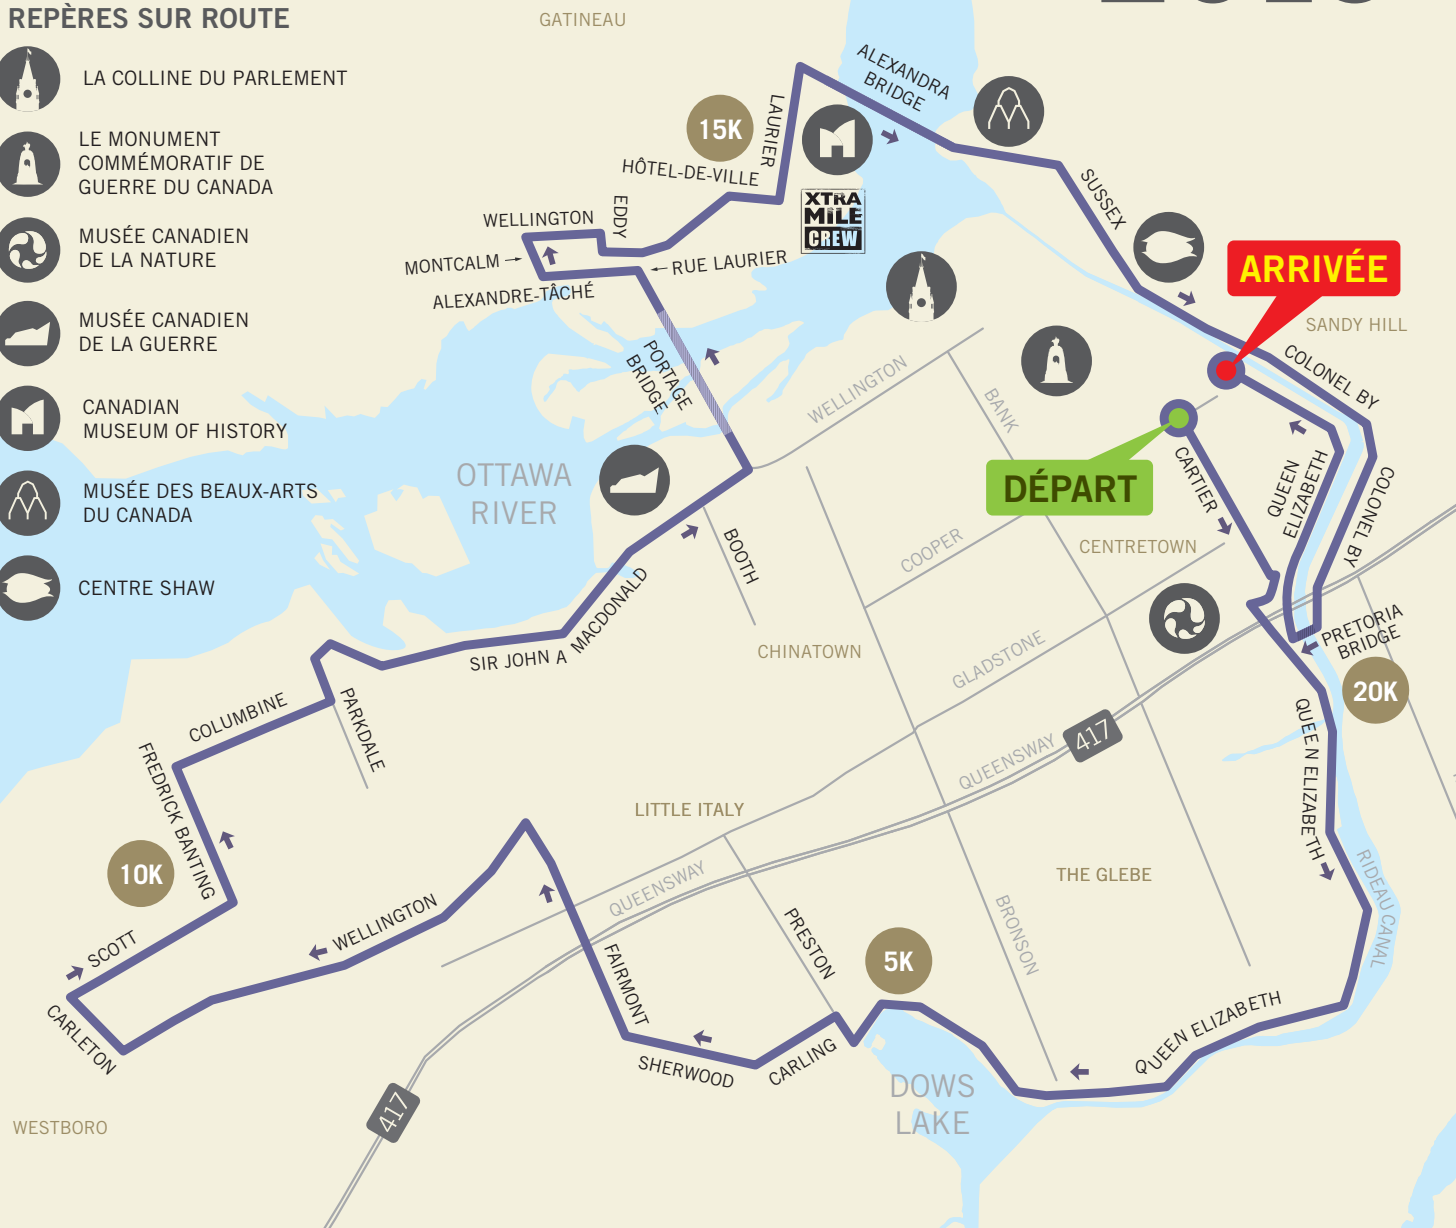 REPÈRES SUR ROUTE
LA COLLINE DU PARLEMENT
LE MONUMENT
COMMÉMORATIF DE
GUERRE DU CANADA
MUSÉE CANADIEN
DE LA NATURE
MUSÉE CANADIEN
DE LA GUERRE
CANADIAN
MUSEUM OF HISTORY
MUSÉE DES BEAUX-ARTS
DU CANADA
CENTRE SHAW
GATINEAU
ALEXANDRA
BRIDGE
15K
LAURIER
HÔTEL-DE-VILLE
XTRA
MILE
CREW
EDDY
WELLINGTON
MONTCALM
RUE LAURIER
ALEXANDRE-TÂCHÉ
SUSSEX
ARRIVÉE
SANDY HILL
COLONEL BY
PORTAGE
BRIDGE
WELLINGTON
BANK
DÉPART
CARTIER
QUEEN
ELIZABETH
COLONEL BY
OTTAWA
RIVER
BOOTH
COOPER
CENTRETOWN
SIR JOHN A MACDONALD
CHINATOWN
GLADSTONE
PRETORIA
BRIDGE
20K
COLUMBINE
PARKDALE
FREDRICK BANTING
QUEENSWAY
417
QUEEN ELIZABETH
LITTLE ITALY
10K
THE GLEBE
RIDEAU CANAL
QUEENSWAY
WELLINGTON
SCOTT
PRESTON
BRONSON
FAIRMONT
5K
CARLETON
QUEEN ELIZABETH
SHERWOOD
CARLING
DOWS
LAKE
417
WESTBORO